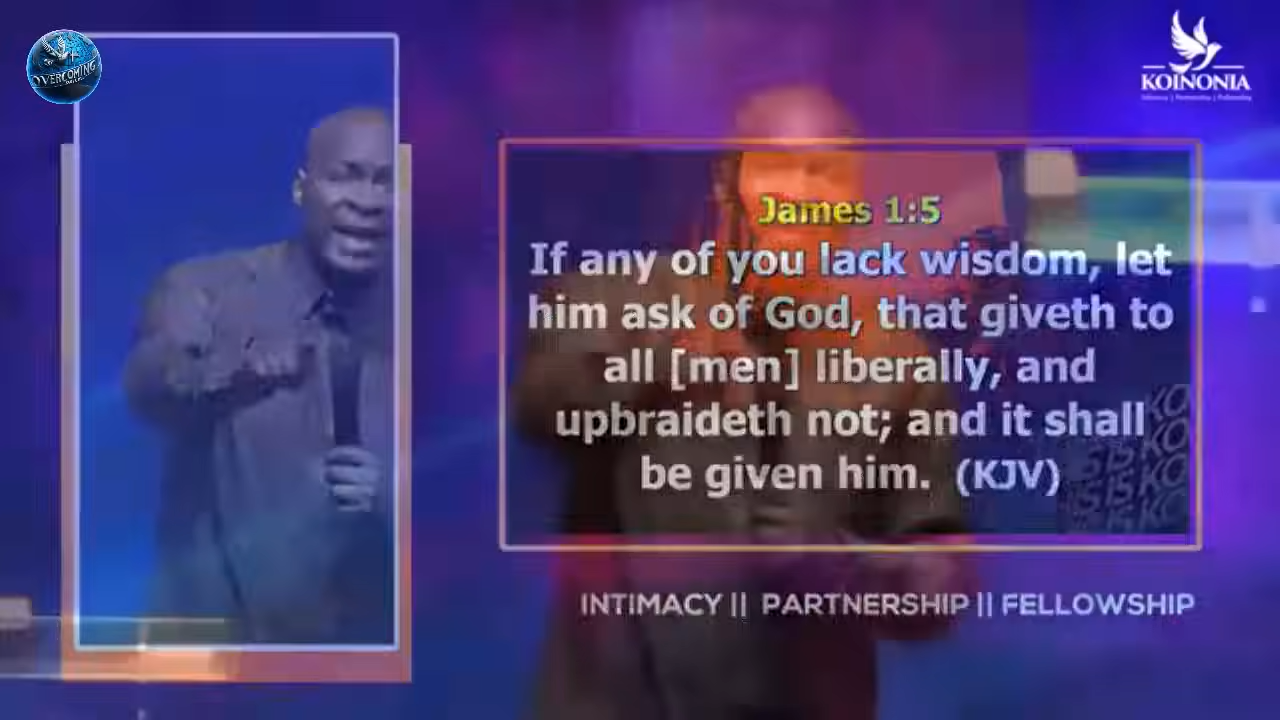 OVERCOMING
KOINONIA
James 1:5
If any of you lack wisdom, let
him ask of God, that giveth to
all [men] liberally, and
upbraideth not; and it shall
be given him. (KJV)
INTIMACY || PARTNERSHIP || FELLOWSHIP